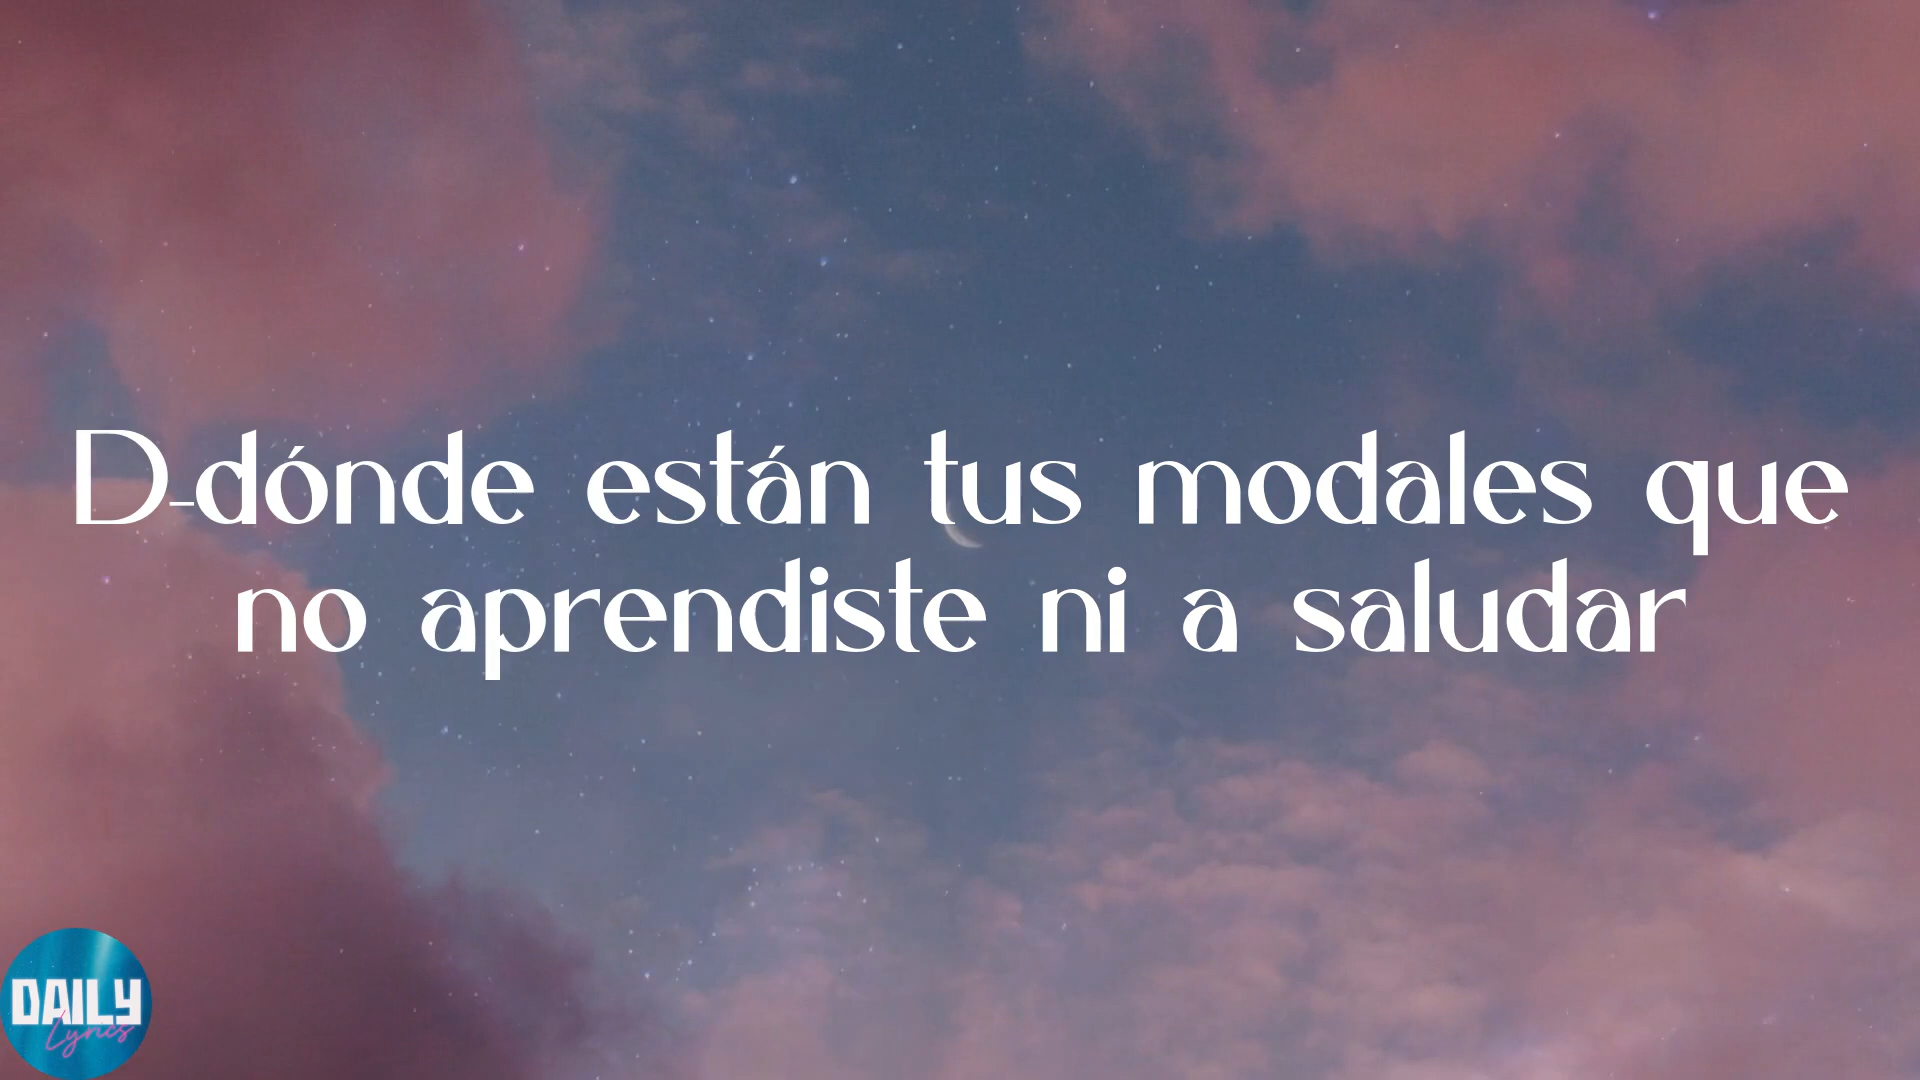 D-dónde están tus modales que
no aprendiste ni a saludar
DAILY
Lyrics